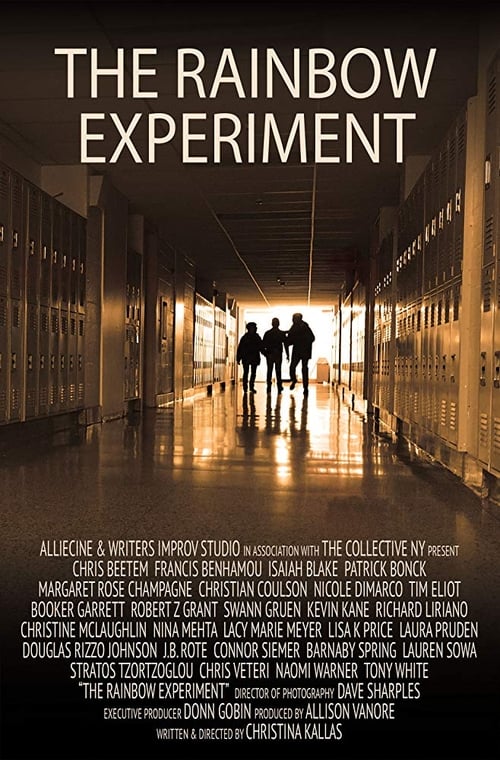 THE RAINBOW
EXPERIMENT
ALLIECINE & WRITERS IMPROV STUDIO IN ASSOCIATION WITH THE COLLECTIVE NY PRESENT
CHRIS BEETEM FRANCIS BENHAMOU ISAIAH BLAKE PATRICK BONCK
MARGARET ROSE CHAMPAGNE CHRISTIAN COULSON NICOLE DIMARCO TIM ELIOT
BOOKER GARRETT ROBERT Z GRANT SWANN GRUEN KEVIN KANE RICHARD LIRIANO
CHRISTINE MCLAUGHLIN NINA MEHTA LACY MARIE MEYER LISA K PRICE LAURA PRUDEN
DOUGLAS RIZZO JOHNSON J.B. ROTE CONNOR SIEMER BARNABY SPRING LAUREN SOWA
STRATOS TZORTZOGLOU CHRIS VETERI NAOMI WARNER TONY WHITE
"THE RAINBOW EXPERIMENT" DIRECTOR OF PHOTOGRAPHY DAVE SHARPLES
EXECUTIVE PRODUCER DONN GOBIN PRODUCED BY ALLISON VANORE
WRITTEN & DIRECTED BY CHRISTINA KALLAS